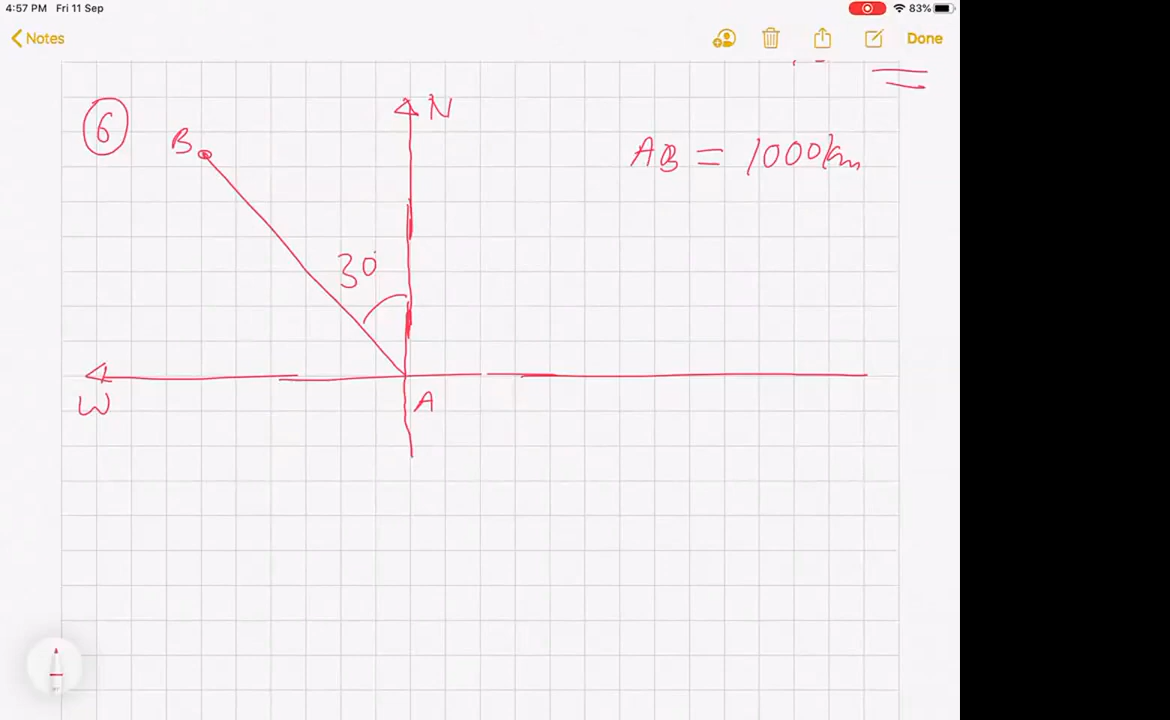 4:57 PM Fri 11 Sep
83%
Notes
Done
6
N
B
AB = 1000km
30°
W
A